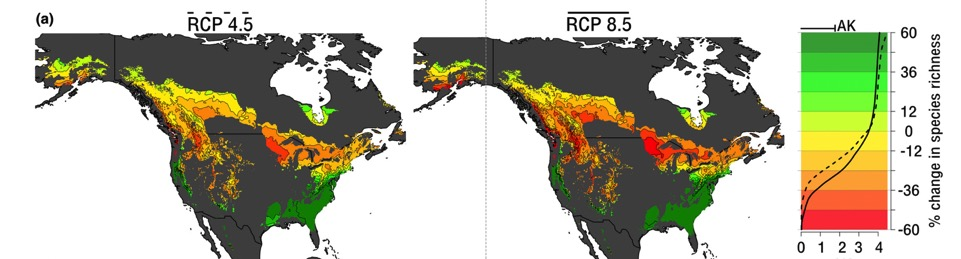 (a)
RCP 4.5
RCP 8.5
AK
60
36
12
0
-12
-36
-60
% change in species richness
0 1 2 3 4